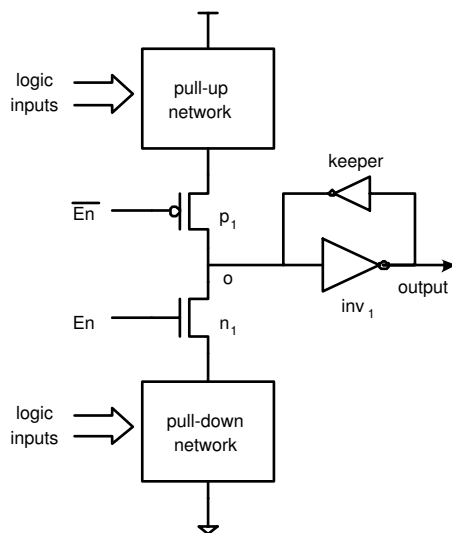 logic
inputs
pull-up
network
keeper
En
p1
o
output
inv1
En
n1
logic
inputs
pull-down
network